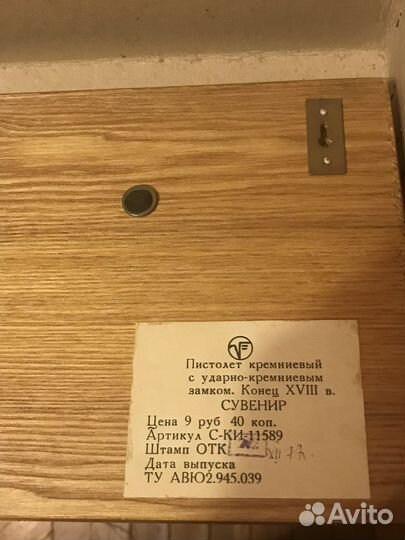 Пистолет кремниевый
с ударно-кремниевым
замком. Конец XVIII в.
СУВЕНИР
Цена 9 руб 40 коп.
Артикул С-КИ-11589
Штамп ОТК
Дата выпуска
ТУ АВЮ2.945.039
Avito